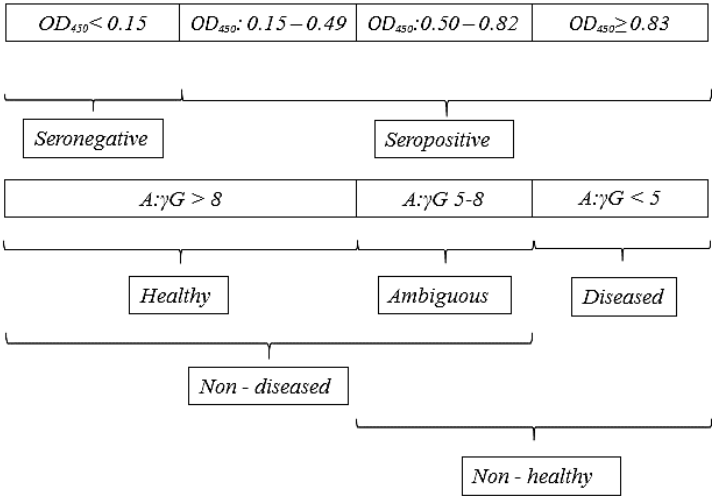 OD₄₅₀< 0.15 OD₄₅₀: 0.15 – 0.49 OD₄₅₀:0.50 – 0.82 OD₄₅₀≥ 0.83
Seronegative Seropositive
A:γG > 8 A:γG 5-8 A:γG < 5
Healthy Ambiguous Diseased
Non - diseased
Non - healthy